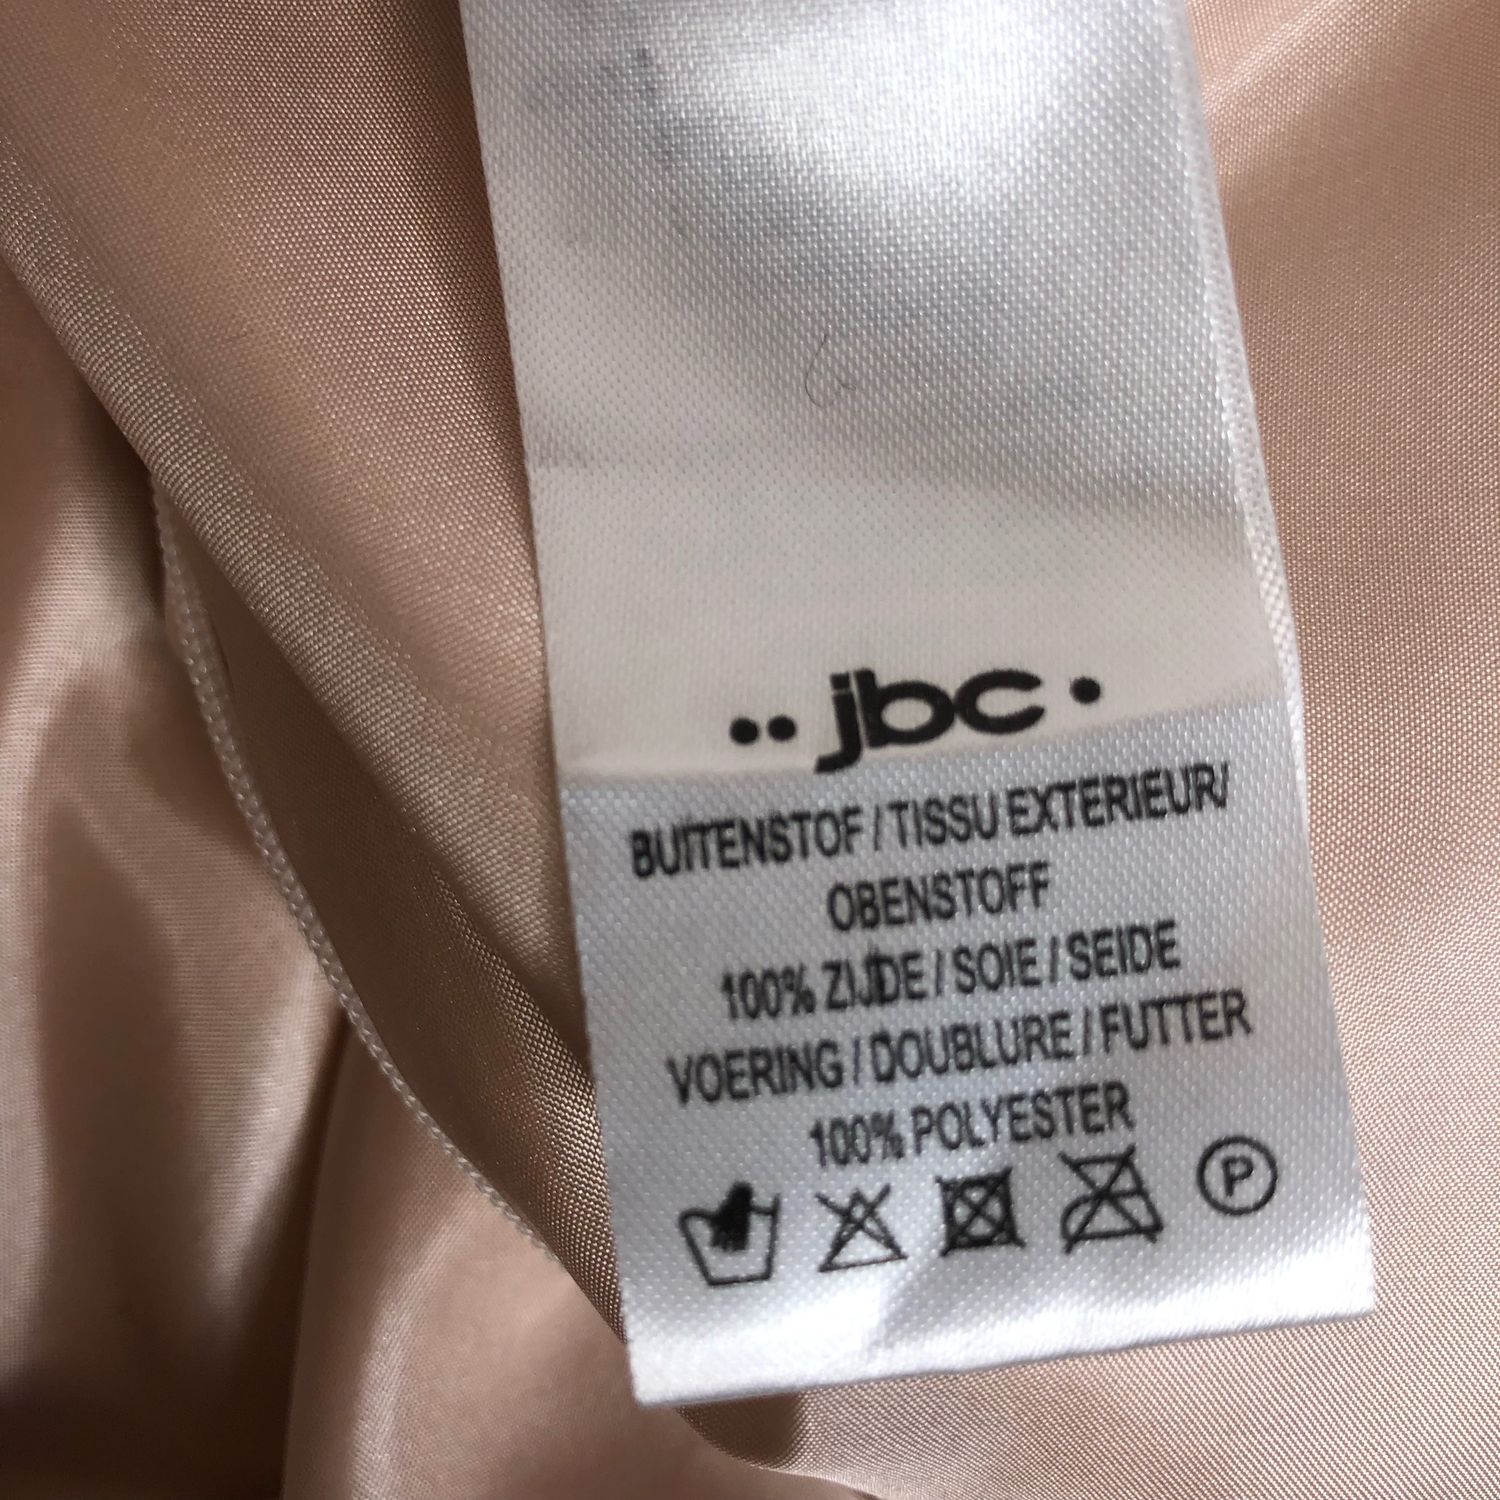 jbc
BUITENSTOF / TISSU EXTERIEUR/
OBENSTOFF
100% ZIJDE / SOIE / SEIDE
VOERING / DOUBLURE / FUTTER
100% POLYESTER
P